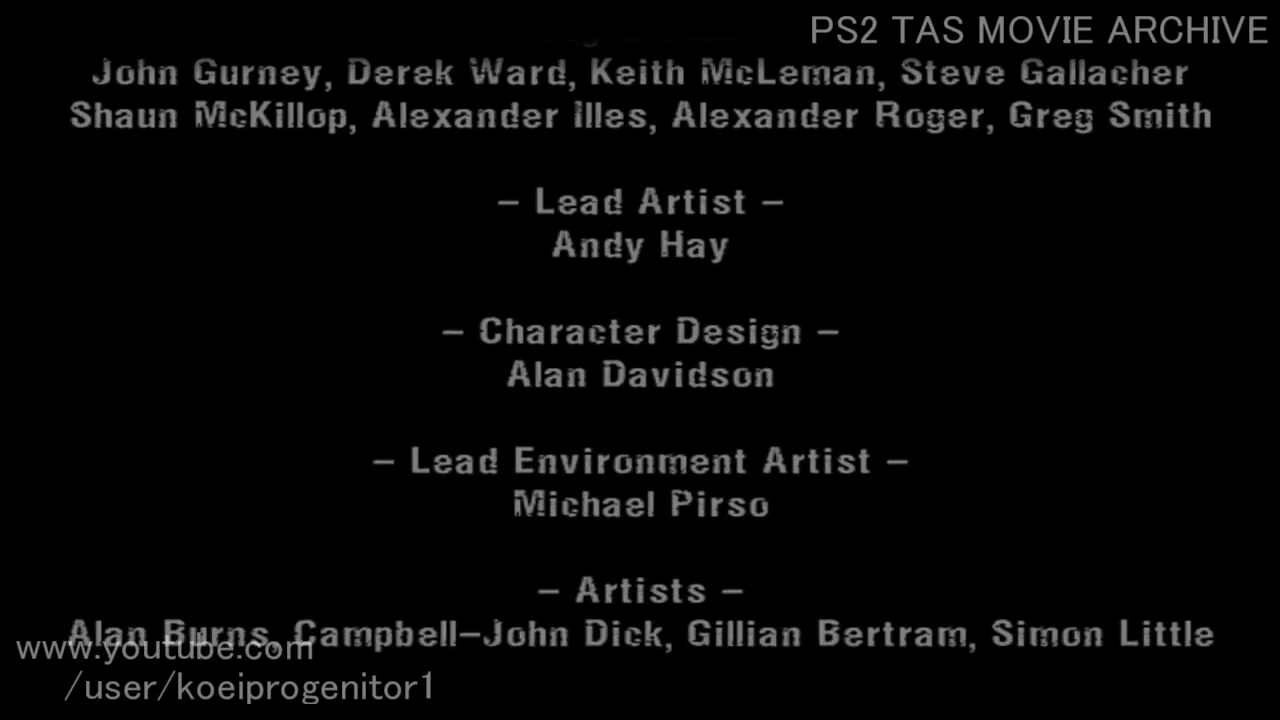 PS2 TAS MOVIE ARCHIVE
John Gurney, Derek Ward, Keith McLeman, Steve Gallacher
Shaun McKillop, Alexander Illes, Alexander Roger, Greg Smith
– Lead Artist –
Andy Hay
– Character Design –
Alan Davidson
– Lead Environment Artist –
Michael Pirso
– Artists –
Alan Burns, Campbell–John Dick, Gillian Bertram, Simon Little
www.youtube.com
/user/koeiprogenitor1